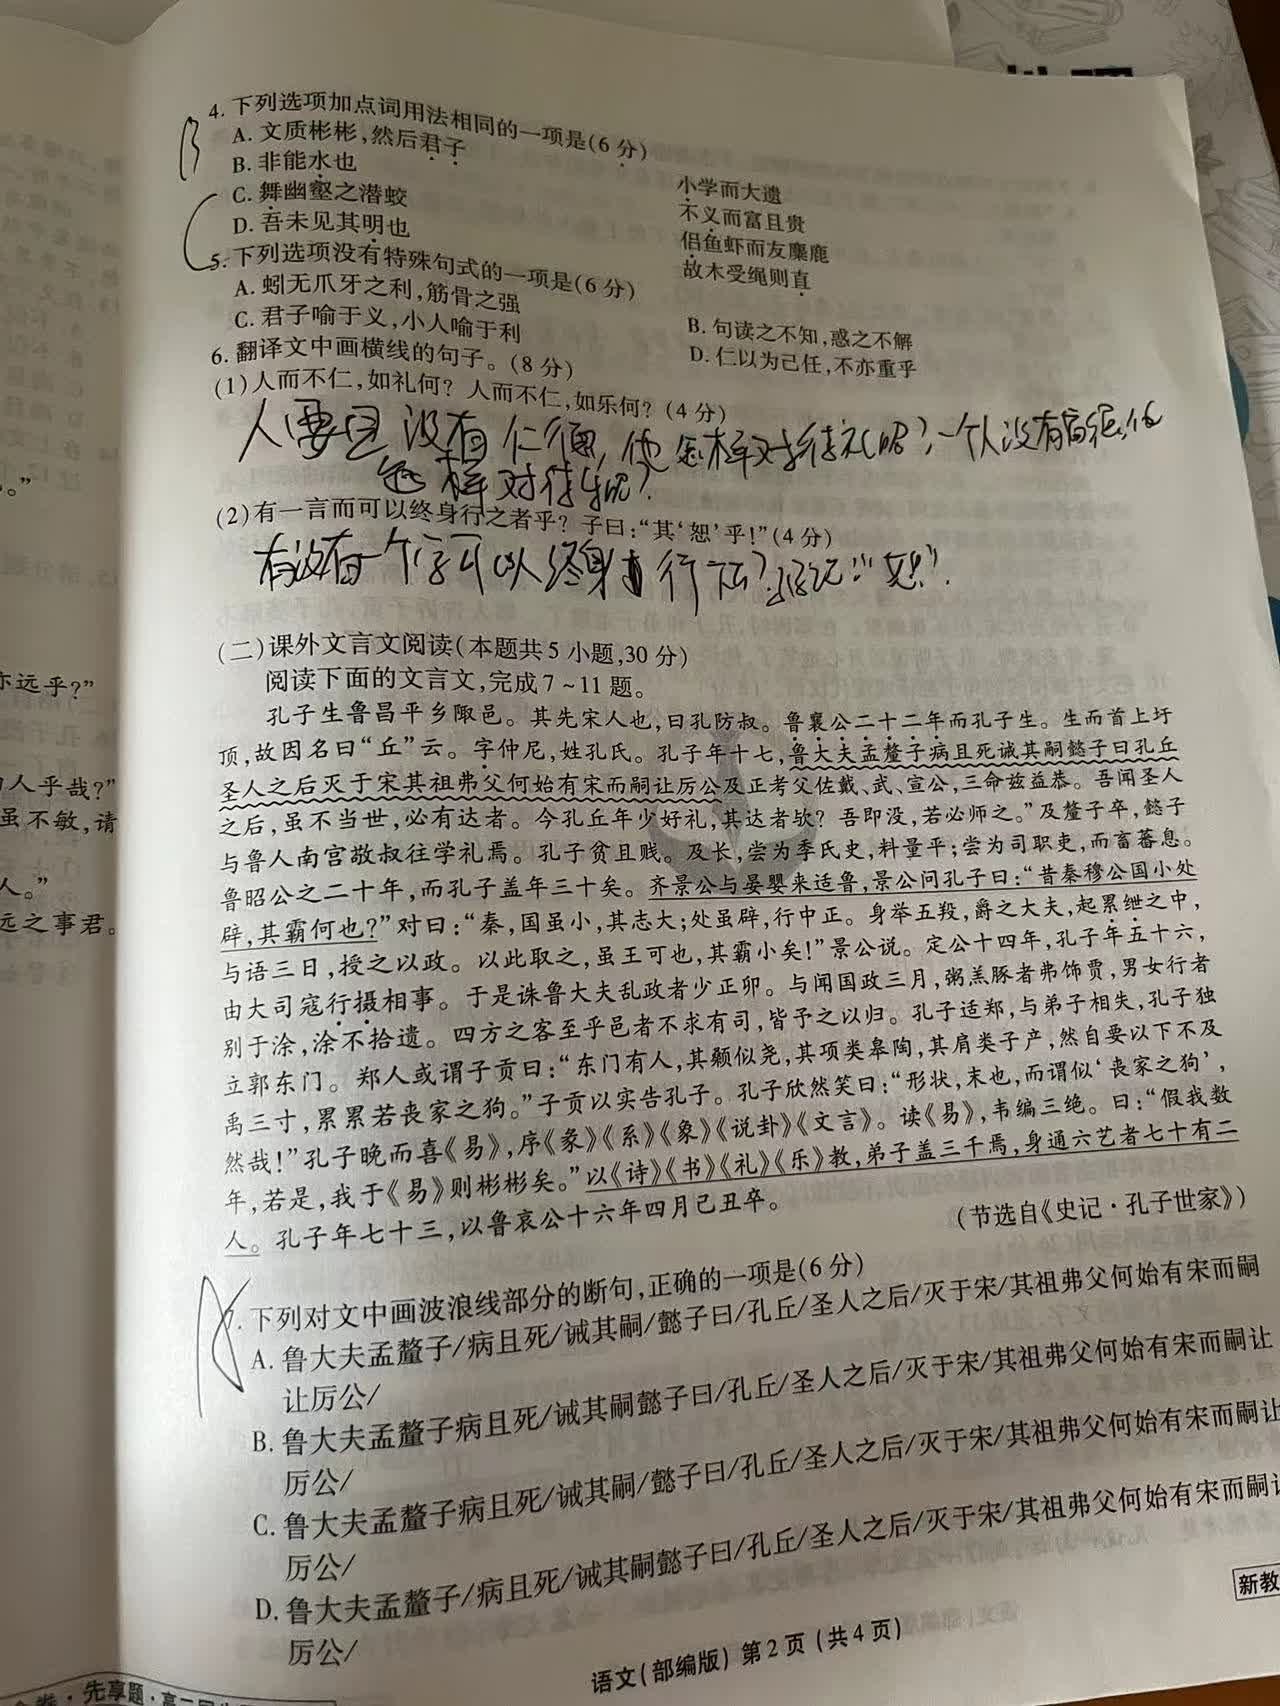 4. 下列选项加点词用法相同的一项是(6分)
B
A. 文质彬彬,然后君子
小学而大遗
B. 非能水也
不义而富且贵
C. 舞幽壑之潜蛟
侣鱼虾而友麋鹿
D. 吾未见其明也
故木受绳则直
C
5. 下列选项没有特殊句式的一项是(6分)
A. 蚓无爪牙之利,筋骨之强
B. 句读之不知,惑之不解
C. 君子喻于义,小人喻于利
D. 仁以为己任,不亦重乎
6. 翻译文中画横线的句子。(8分)
(1)人而不仁,如礼何?人而不仁,如乐何?(4分)
人要是没有仁德,他怎样对待礼呢?一个人没有仁德,他
怎样对待乐呢?
(2)有一言而可以终身行之者乎?子曰:“其‘恕’乎!”(4分)
有没有一个字可以终身行
(二)课外文言文阅读(本题共5小题,30分)
阅读下面的文言文,完成7~11题。
孔子生鲁昌平乡陬邑。其先宋人也,曰孔防叔。鲁襄公二十二年而孔子生。生而首上圩
顶,故因名曰“丘”云。字仲尼,姓孔氏。孔子年十七,鲁大夫孟釐子病且死诫其嗣懿子曰孔丘
圣人之后灭于宋其祖弗父何始有宋而嗣让厉公及正考父佐戴、武、宣公,三命兹益恭。吾闻圣人
之后,虽不当世,必有达者。今孔丘年少好礼,其达者欤?吾即没,若必师之。”及釐子卒,懿子
与鲁人南宫敬叔往学礼焉。孔子贫且贱。及长,尝为季氏史,料量平;尝为司职吏,而畜蕃息。
鲁昭公之二十年,而孔子盖年三十矣。齐景公与晏婴来适鲁,景公问孔子曰:“昔秦穆公国小处
辟,其霸何也?”对曰:“秦,国虽小,其志大;处虽辟,行中正。身举五羖,爵之大夫,起累绁之中,
与语三日,授之以政。以此取之,虽王可也,其霸小矣!”景公说。定公十四年,孔子年五十六,
由大司寇行摄相事。于是诛鲁大夫乱政者少正卯。与闻国政三月,粥羔豚者弗饰贾,男女行者
别于涂,涂不拾遗。四方之客至乎邑者不求有司,皆予之以归。孔子适郑,与弟子相失,孔子独
立郭东门。郑人或谓子贡曰:“东门有人,其颡似尧,其项类皋陶,其肩类子产,然自要以下不及
禹三寸,累累若丧家之狗。”子贡以实告孔子。孔子欣然笑曰:“形状,末也,而谓似‘丧家之狗’,
然哉!”孔子晚而喜《易》,序《彖》《系》《象》《说卦》《文言》。读《易》,韦编三绝。曰:“假我数
年,若是,我于《易》则彬彬矣。”以《诗》《书》《礼》《乐》教,弟子盖三千焉,身通六艺者七十有二
人。孔子年七十三,以鲁哀公十六年四月己丑卒。
(节选自《史记·孔子世家》)
7. 下列对文中画波浪线部分的断句,正确的一项是(6分)
A. 鲁大夫孟釐子/病且死/诫其嗣/懿子曰/孔丘/圣人之后/灭于宋/其祖弗父何始有宋而嗣
让厉公/
B. 鲁大夫孟釐子病且死/诫其嗣懿子曰/孔丘/圣人之后/灭于宋/其祖弗父何始有宋而嗣让
厉公/
C. 鲁大夫孟釐子病且死/诫其嗣/懿子曰/孔丘/圣人之后/灭于宋/其祖弗父何始有宋而嗣让
厉公/
D. 鲁大夫孟釐子/病且死/诫其嗣懿子曰/孔丘/圣人之后/灭于宋/其祖弗父何始有宋而嗣让
厉公/
语文(部编版) 第2页(共4页)
新教
亦远乎?”
人乎哉?”
虽不敏,请
人。”
远之事君。
卷·先享题·高二